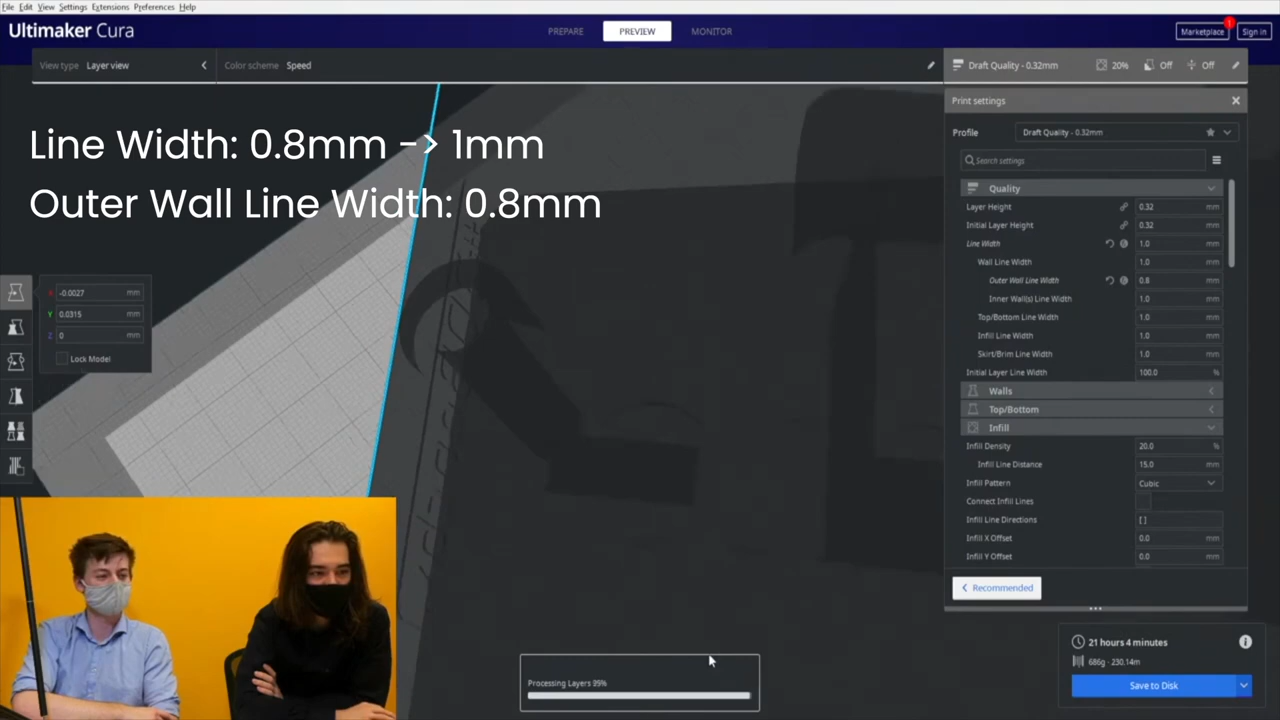 File Edit View Settings Extensions Preferences Help
Ultimaker Cura
PREPARE PREVIEW MONITOR
Marketplace 1 Sign in
View type Layer view
Color scheme Speed
Draft Quality - 0.32mm 20% Off Off
Print settings
Profile Draft Quality - 0.32mm
Search settings
Line Width: 0.8mm -> 1mm
Outer Wall Line Width: 0.8mm
Quality
Layer Height 0.32 mm
Initial Layer Height 0.32 mm
Line Width 1.0 mm
Wall Line Width 1.0 mm
Outer Wall Line Width 0.8 mm
Inner Wall(s) Line Width 1.0 mm
Top/Bottom Line Width 1.0 mm
Infill Line Width 1.0 mm
Skirt/Brim Line Width 1.0 mm
Initial Layer Line Width 100.0 %
Walls
Top/Bottom
Infill
Infill Density 20.0 %
Infill Line Distance 15.0 mm
Infill Pattern Cubic
Connect Infill Lines
Infill Line Directions [ ]
Infill X Offset 0.0 mm
Infill Y Offset 0.0 mm
Recommended
X -0.0027 mm
Y 0.0315 mm
Z 0 mm
Lock Model
Processing Layers 99%
21 hours 4 minutes
686g · 230.14m
Save to Disk